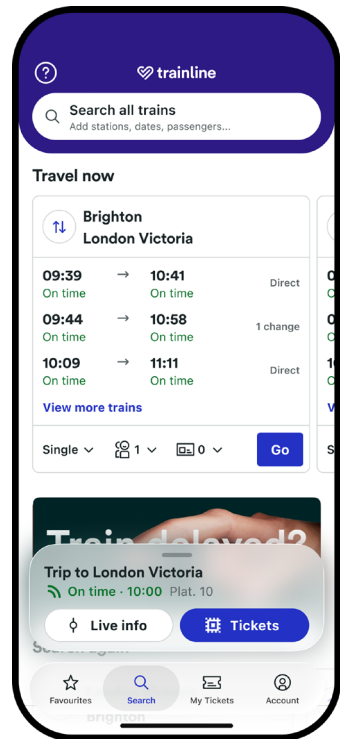 ?
trainline
Search all trains
Add stations, dates, passengers...
Travel now
Brighton
London Victoria
09:39 → 10:41 Direct
On time On time
09:44 → 10:58 1 change
On time On time
10:09 → 11:11 Direct
On time On time
View more trains
Single 1 0 Go
Train delayed?
Trip to London Victoria
On time · 10:00 Plat. 10
Live info Tickets
Search again
Favourites Search My Tickets Account
Brighton